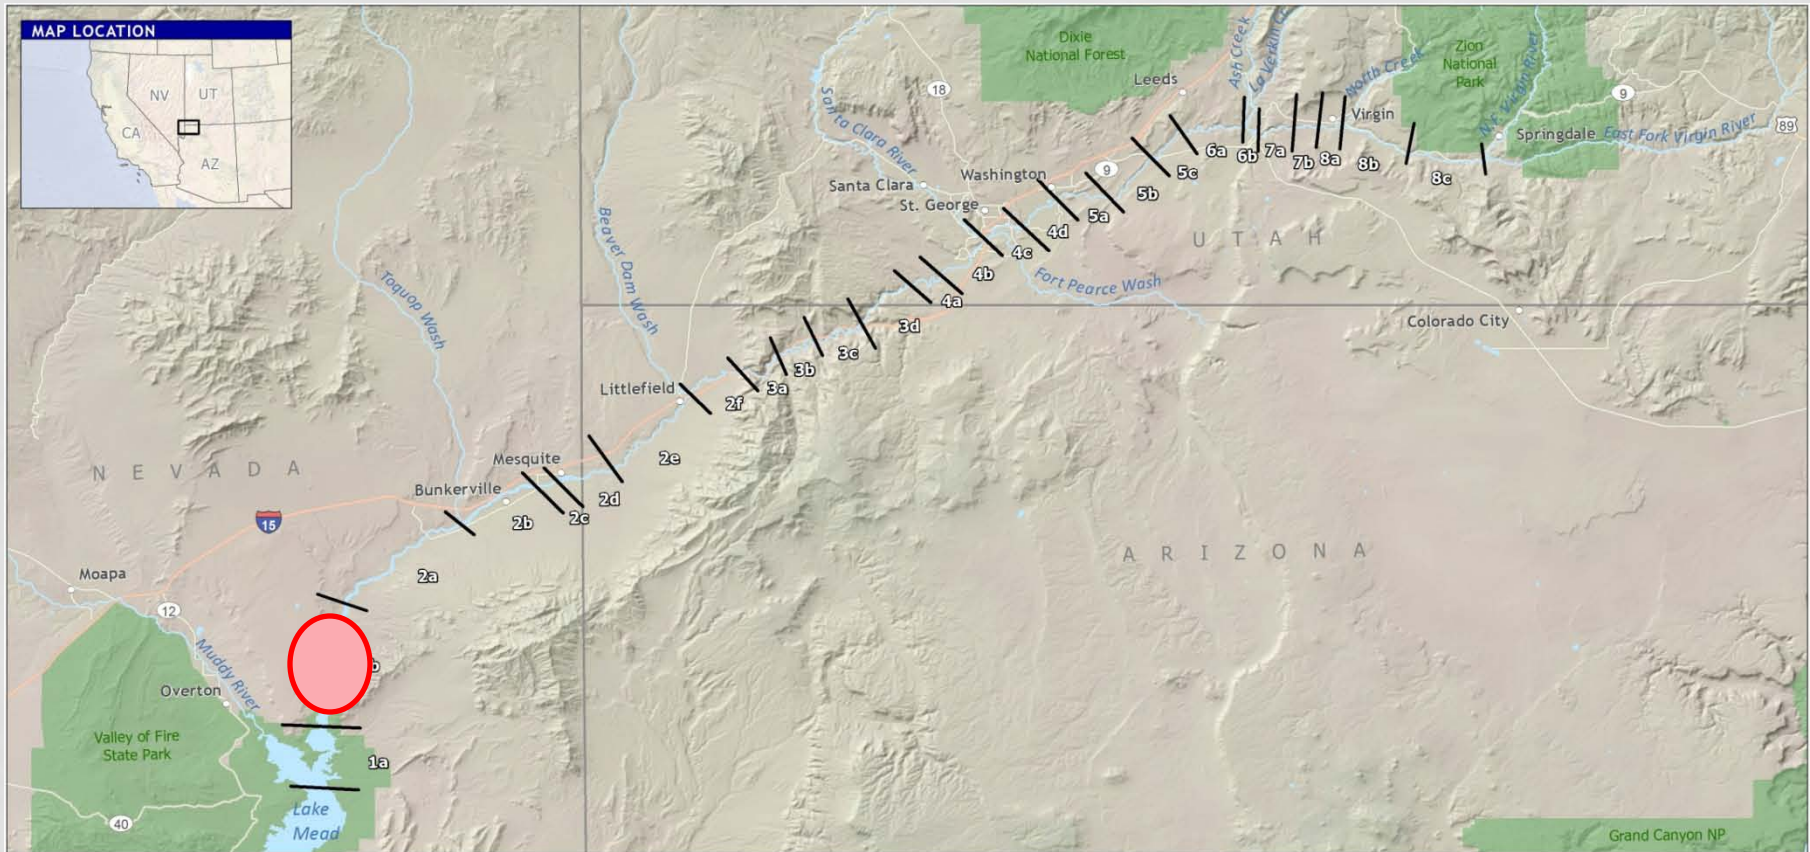 MAP LOCATION
NV
UT
CA
AZ
Dixie
National Forest
Zion
National
Park
Leeds
Ash Creek
North Creek
N.F. Virgin River
9
18
Santa Clara River
Virgin
Springdale
East Fork Virgin River
89
6a
6b
7a
7b
8a
8b
8c
9
5c
5b
5a
Washington
Santa Clara
St. George
4d
4c
4b
4a
UTAH
Fort Pearce Wash
Beaver Dam Wash
Toquop Wash
Colorado City
3d
3c
3b
3a
Littlefield
2f
2e
NEVADA
Mesquite
Bunkerville
2d
2c
2b
15
ARIZONA
Moapa
2a
12
Muddy River
b
Overton
Valley of Fire
State Park
1a
Lake
Mead
40
Grand Canyon NP